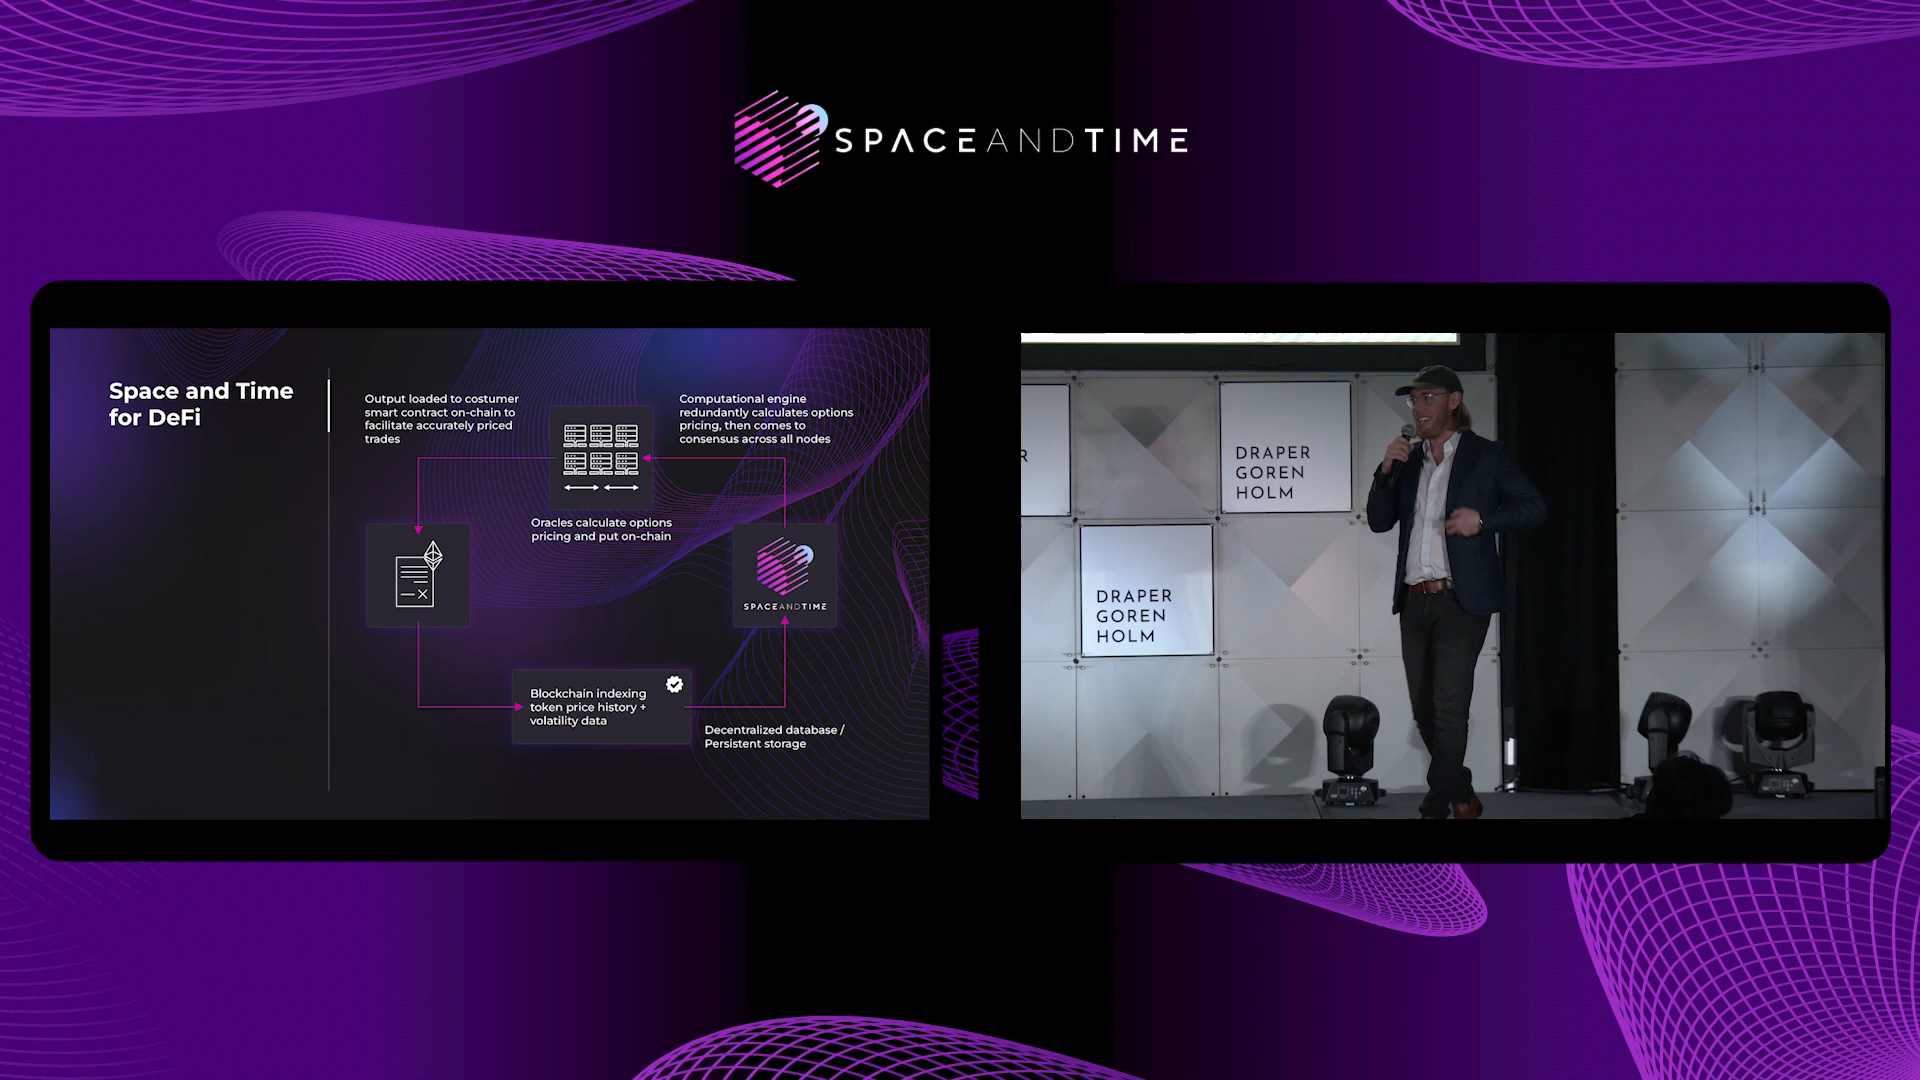 SPACEANDTIME
Space and Time
for DeFi
Output loaded to costumer
smart contract on-chain to
facilitate accurately priced
trades
Computational engine
redundantly calculates options
pricing, then comes to
consensus across all nodes
Oracles calculate options
pricing and put on-chain
SPACEANDTIME
Blockchain indexing
token price history +
volatility data
Decentralized database /
Persistent storage
R
DRAPER
GOREN
HOLM
DRAPER
GOREN
HOLM